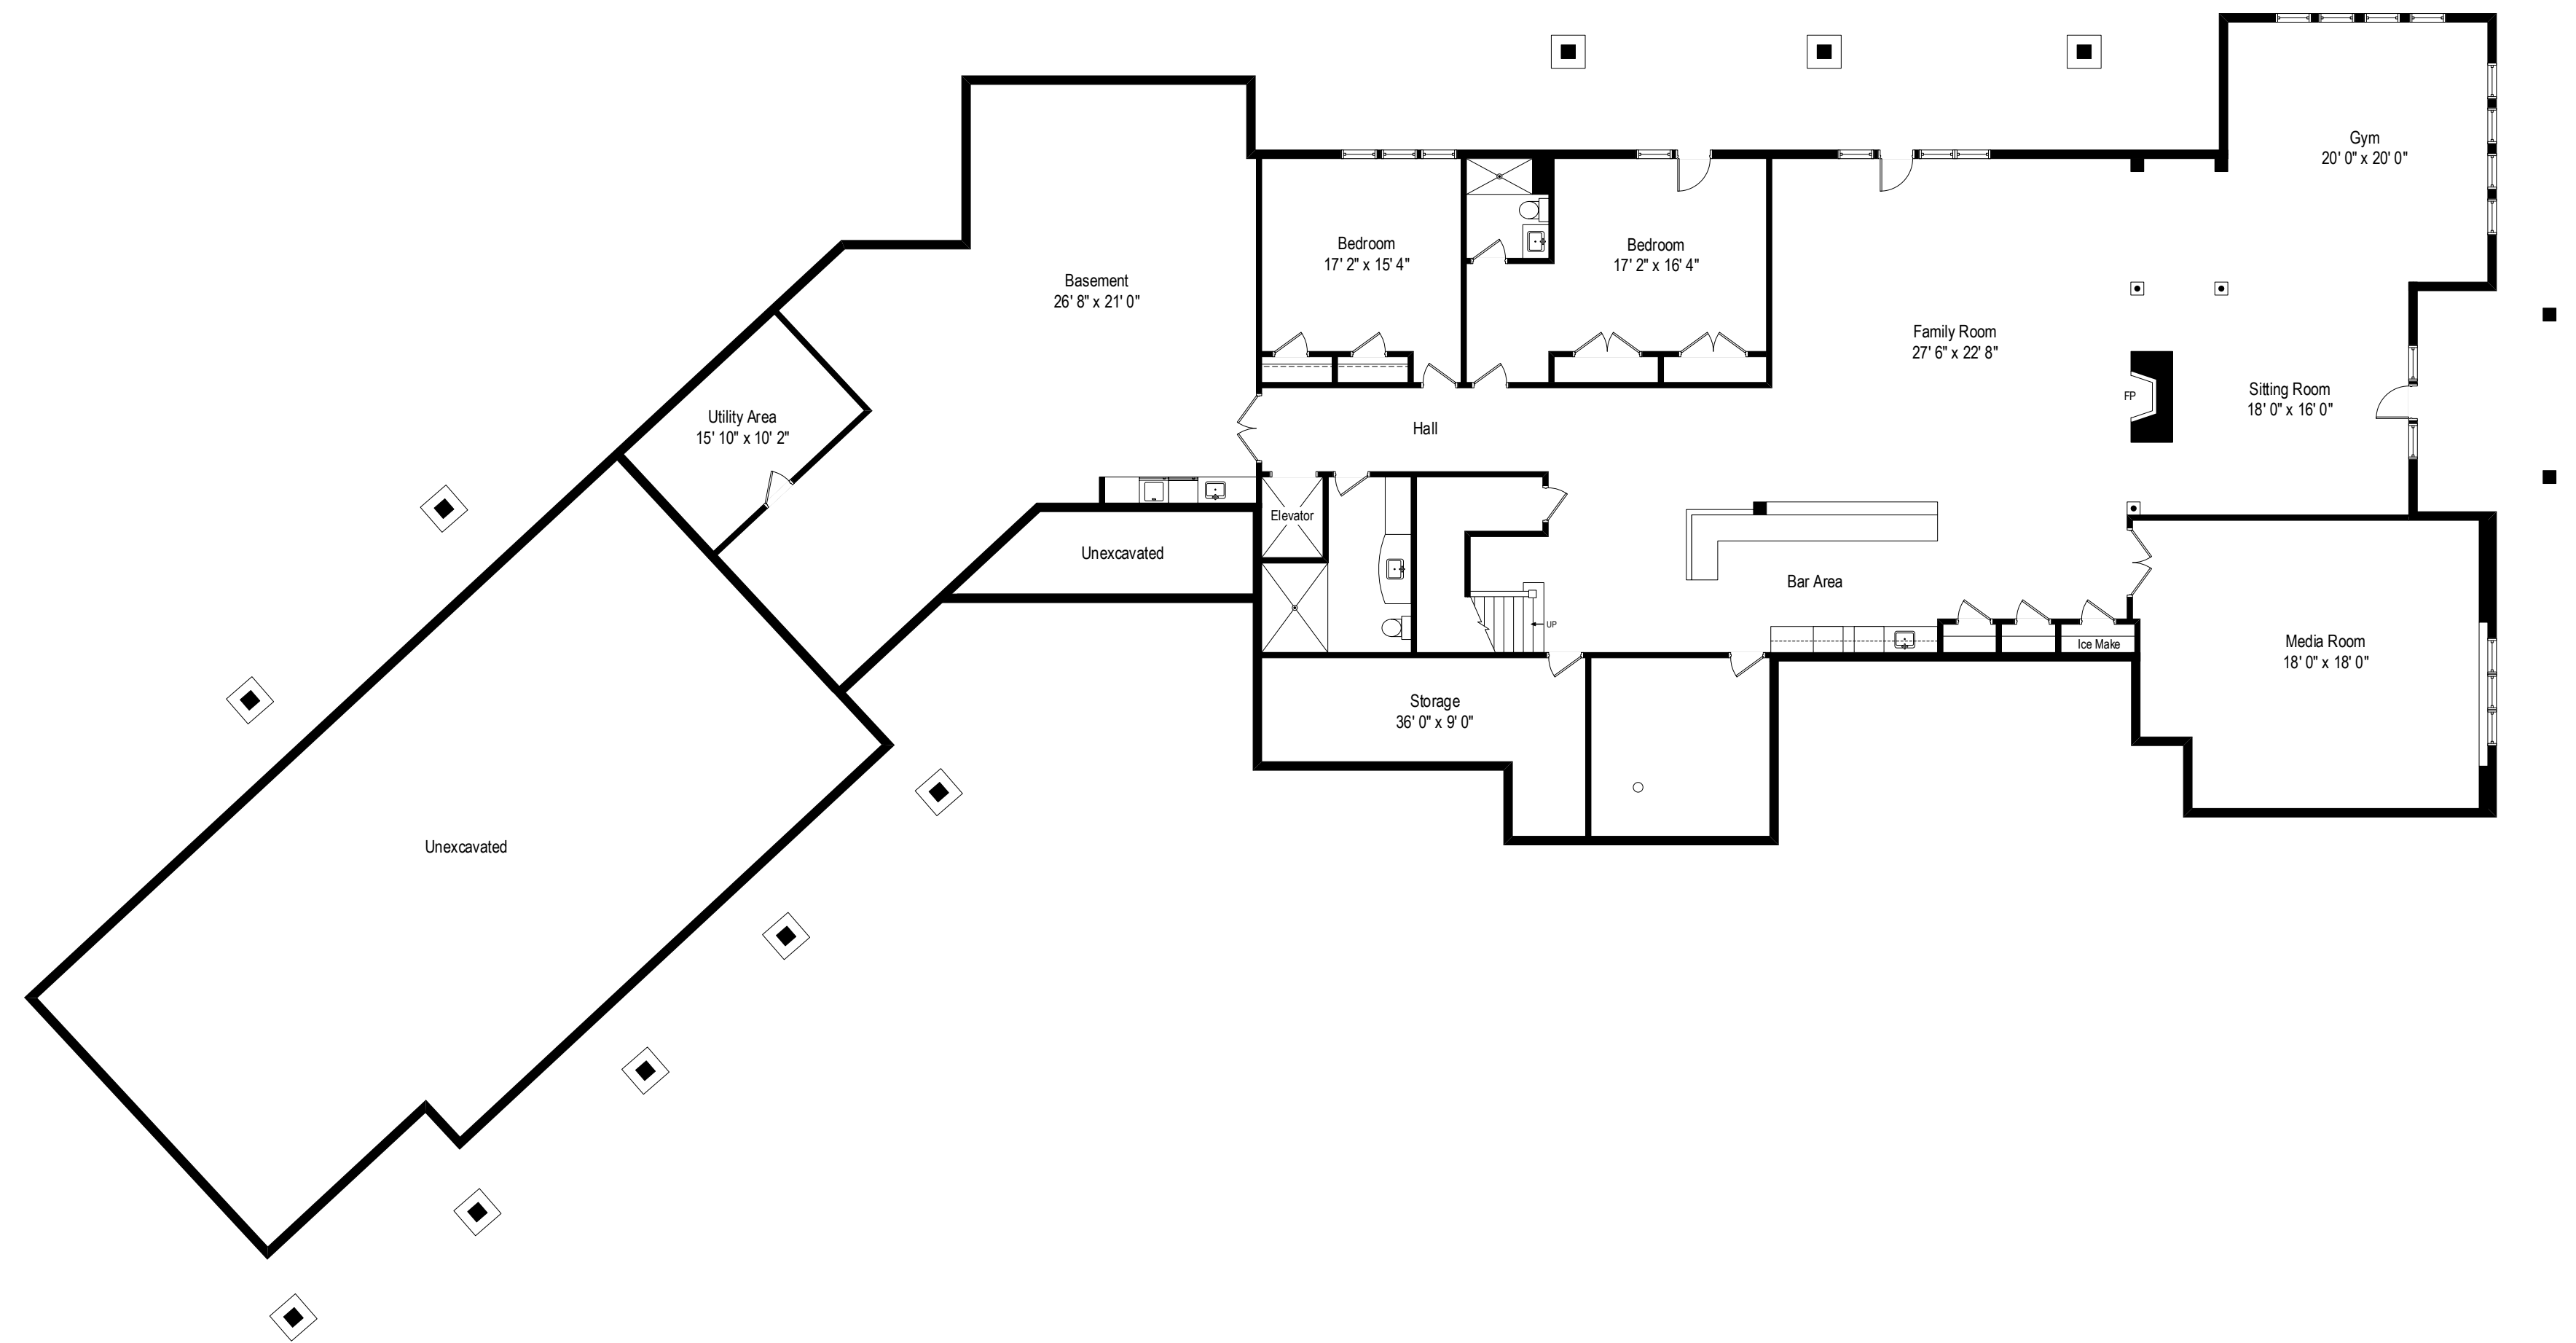 Gym
20' 0" x 20' 0"
Bedroom
17' 2" x 15' 4"
Bedroom
17' 2" x 16' 4"
Basement
26' 8" x 21' 0"
Family Room
27' 6" x 22' 8"
FP
Sitting Room
18' 0" x 16' 0"
Utility Area
15' 10" x 10' 2"
Hall
Elevator
Unexcavated
Bar Area
UP
Ice Make
Media Room
18' 0" x 18' 0"
Storage
36' 0" x 9' 0"
Unexcavated